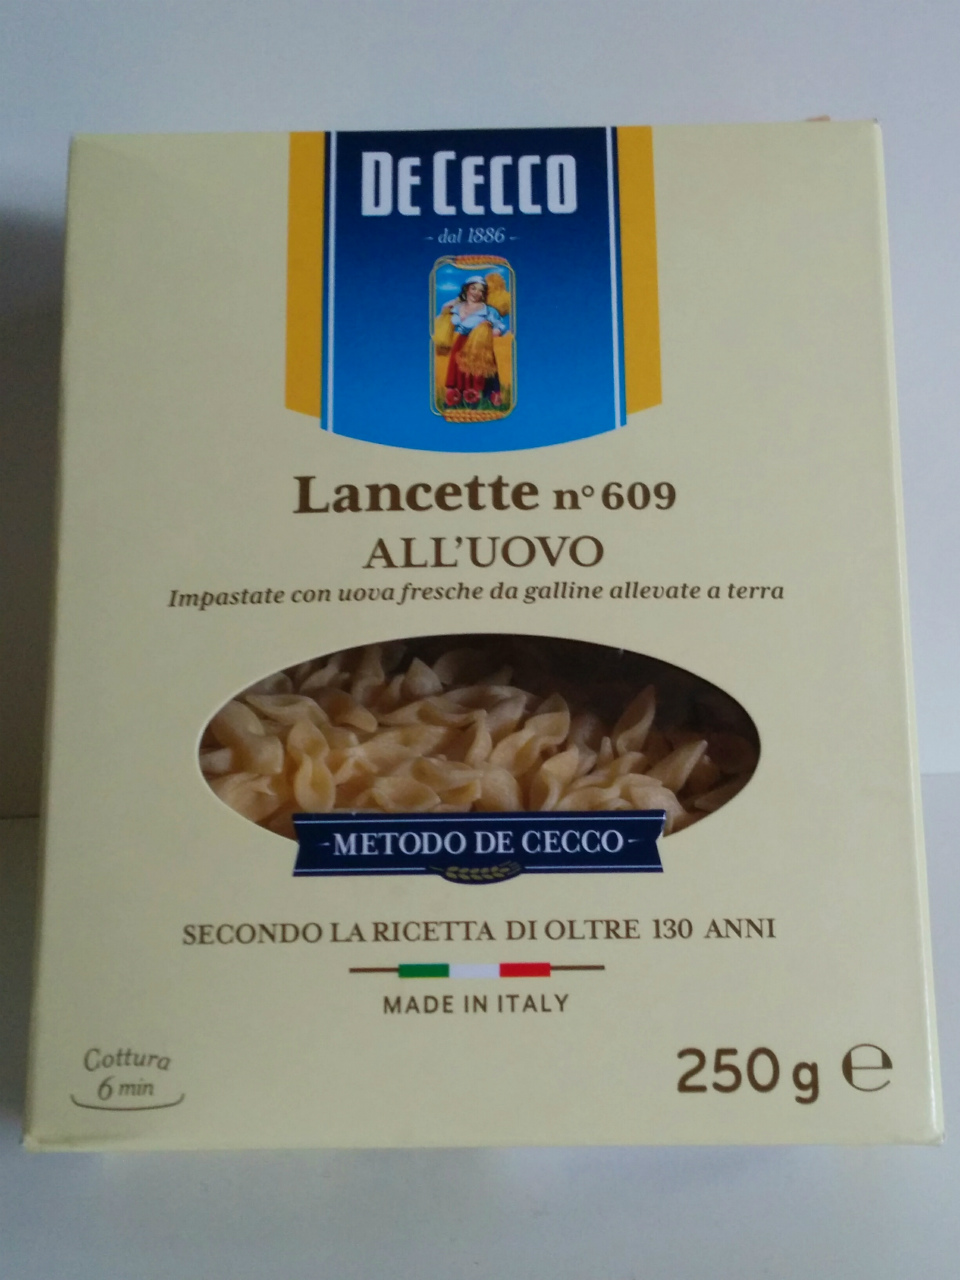 DE CECCO
- dal 1886 -
Lancette n° 609
ALL'UOVO
Impastate con uova fresche da galline allevate a terra
-METODO DE CECCO-
SECONDO LA RICETTA DI OLTRE 130 ANNI
MADE IN ITALY
Cottura
6 min
250 g ℮